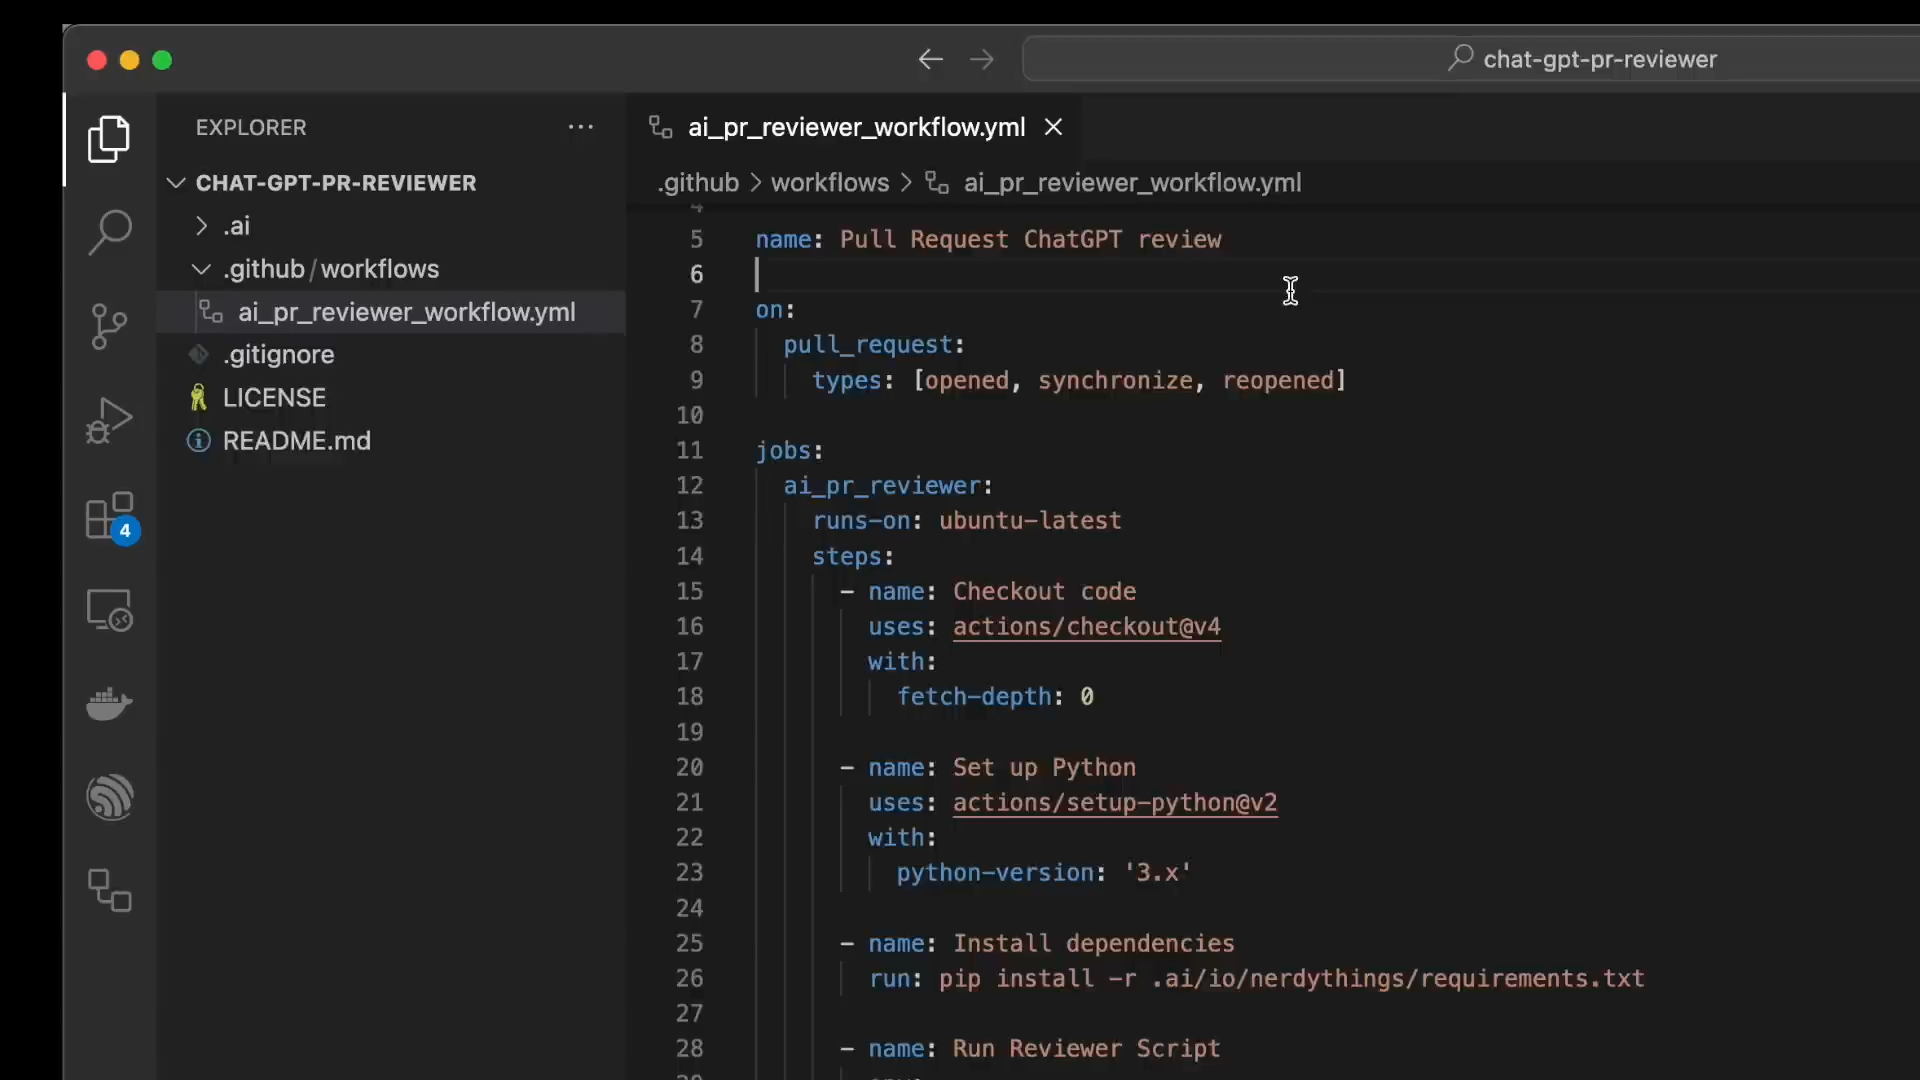 chat-gpt-pr-reviewer
EXPLORER
ai_pr_reviewer_workflow.yml
CHAT-GPT-PR-REVIEWER
.ai
.github/workflows
ai_pr_reviewer_workflow.yml
.gitignore
LICENSE
README.md
4
.github > workflows > ai_pr_reviewer_workflow.yml
4
5 name: Pull Request ChatGPT review
6
7 on:
8 pull_request:
9 types: [opened, synchronize, reopened]
10
11 jobs:
12 ai_pr_reviewer:
13 runs-on: ubuntu-latest
14 steps:
15 - name: Checkout code
16 uses: actions/checkout@v4
17 with:
18 fetch-depth: 0
19
20 - name: Set up Python
21 uses: actions/setup-python@v2
22 with:
23 python-version: '3.x'
24
25 - name: Install dependencies
26 run: pip install -r .ai/io/nerdythings/requirements.txt
27
28 - name: Run Reviewer Script